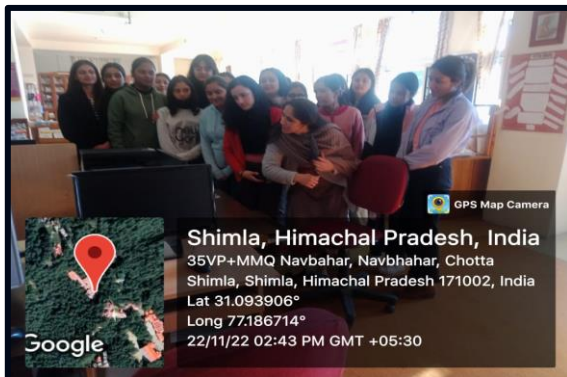 GPS Map Camera
Shimla, Himachal Pradesh, India
35VP+MMQ Navbahar, Navbhahar, Chotta
Shimla, Shimla, Himachal Pradesh 171002, India
Lat 31.093906°
Long 77.186714°
22/11/22 02:43 PM GMT +05:30
Google